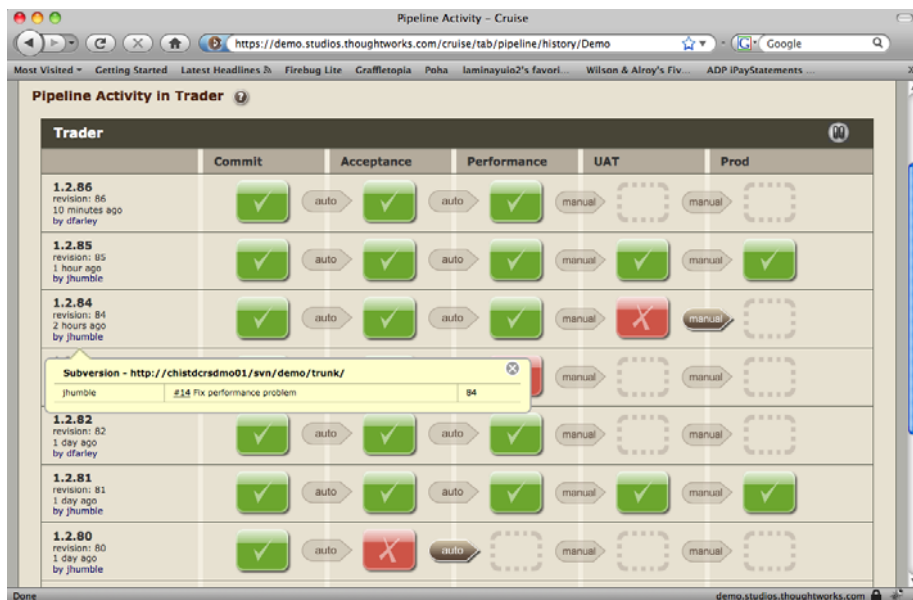 Pipeline Activity – Cruise
https://demo.studios.thoughtworks.com/cruise/tab/pipeline/history/Demo
Google
Most Visited Getting Started Latest Headlines Firebug Lite Graffletopia Poha laminayuio2's favori... Wilson & Alroy's Fiv... ADP iPayStatements ...
Pipeline Activity in Trader ?
Trader
Commit Acceptance Performance UAT Prod
1.2.86
revision: 86
10 minutes ago
by dfarley
auto auto manual manual
1.2.85
revision: 85
1 hour ago
by jhumble
auto auto manual manual
1.2.84
revision: 84
2 hours ago
by jhumble
auto auto manual manual
Subversion - http://chistdcrsdmo01/svn/demo/trunk/
jhumble #14 Fix performance problem 84
manual manual
1.2.82
revision: 82
1 day ago
by dfarley
auto auto manual manual
1.2.81
revision: 81
1 day ago
by jhumble
auto auto manual manual
1.2.80
revision: 80
1 day ago
by jhumble
auto auto manual manual
Done
demo.studios.thoughtworks.com